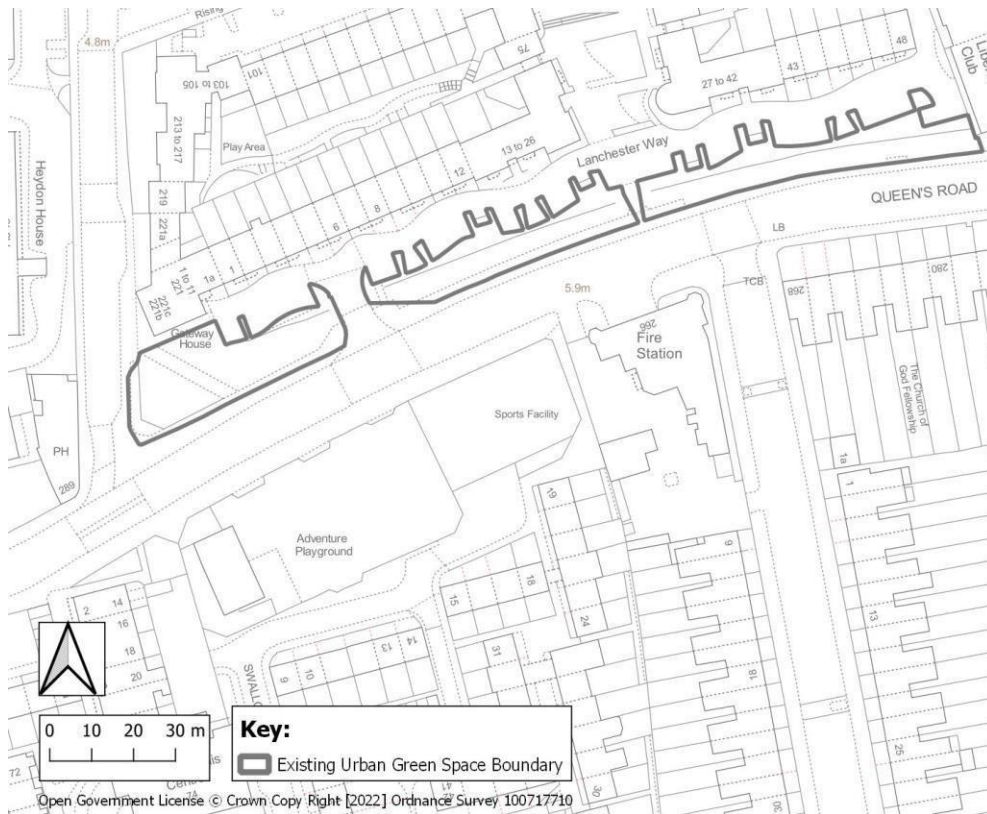 Rising
4.8m
101
103 to 105
75
48
43
27 to 42
Club
213 to 217
Play Area
13 to 26
Lanchester Way
12
Heydon House
219
8
QUEEN'S ROAD
221a
6
LB
1
1a
1 to 11
221
221c
221b
TCB
280
268
5.9m
Gateway
House
266
Fire
Station
The Church of
God Fellowship
Sports Facility
PH
289
1a
1
19
Adventure
Playground
9
18
15
2
14
16
24
13
14
13
18
31
10
9
20
18
25
72
30
30
0 10 20 30 m
Key:
Existing Urban Green Space Boundary
Open Government License © Crown Copy Right [2022] Ordnance Survey 100717710